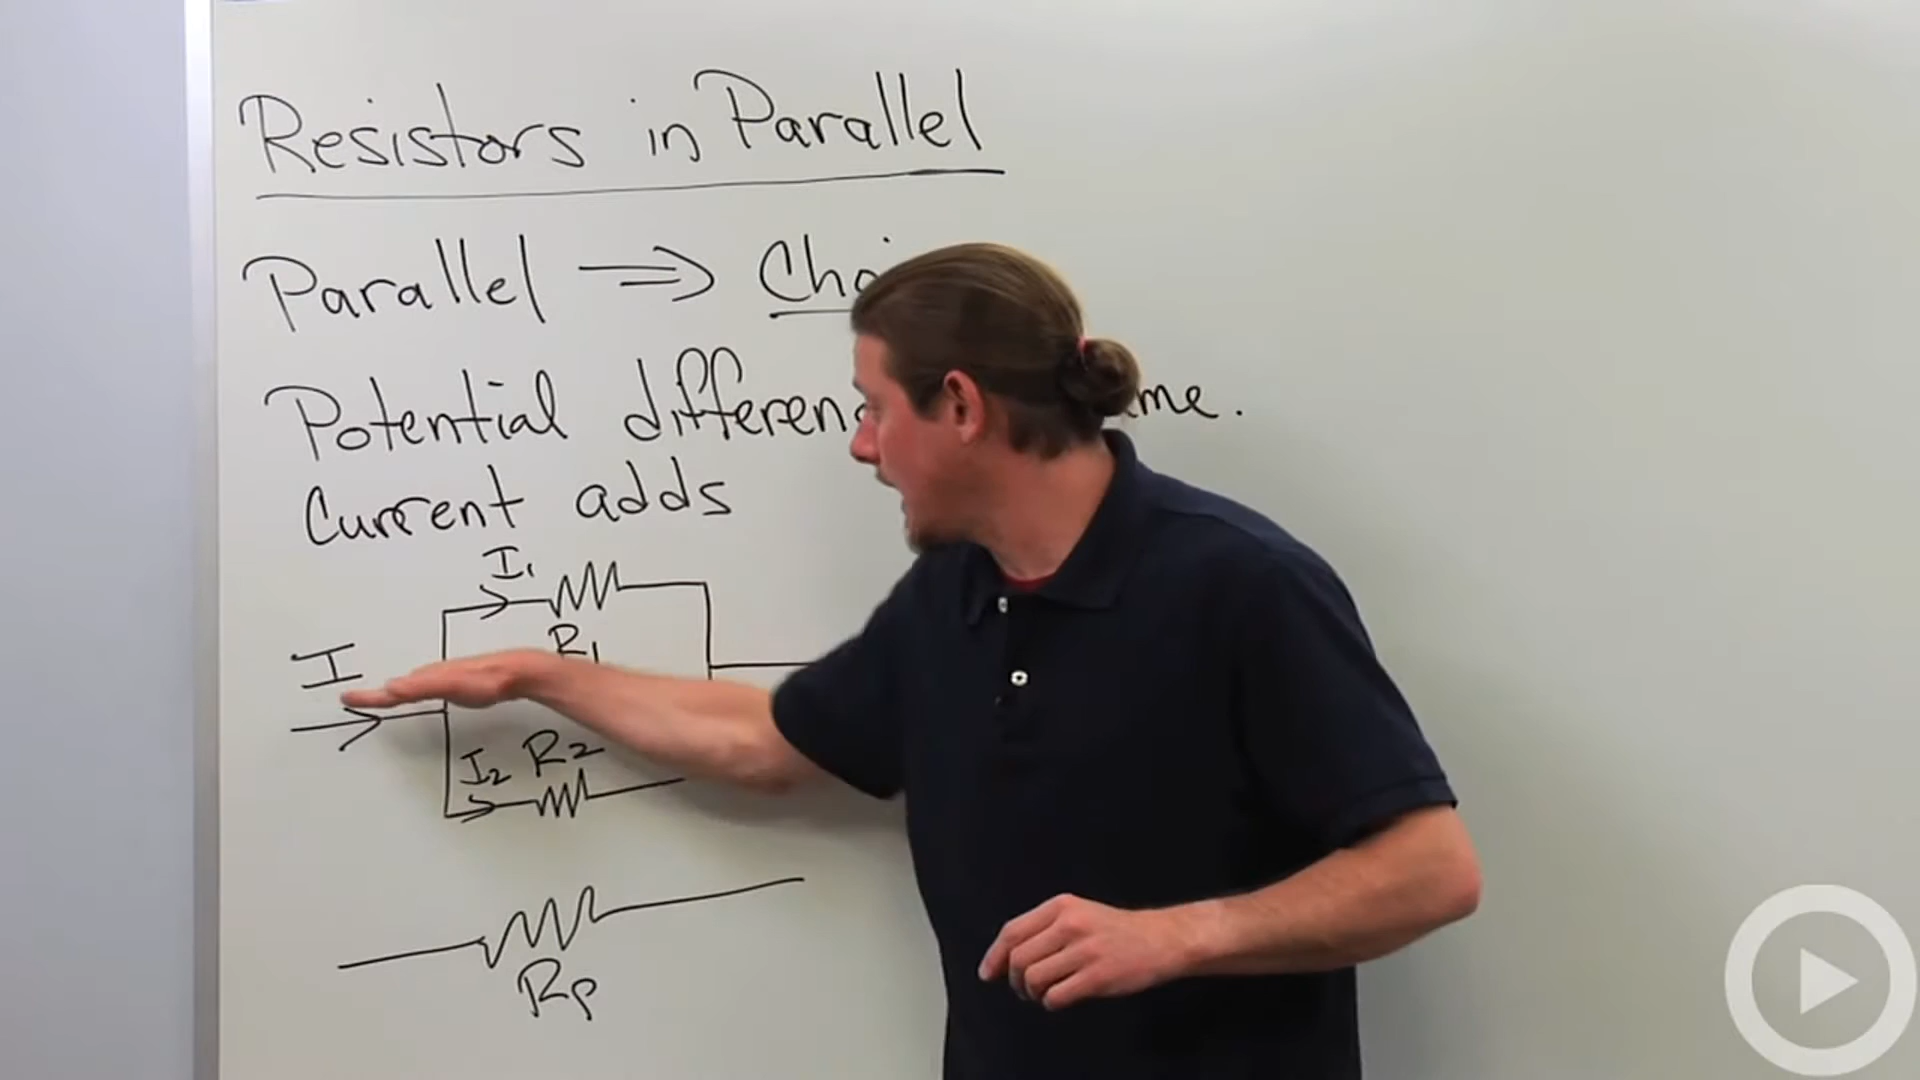 Resistors in Parallel
Parallel ⇒
Potential
Current adds
I₁
R₁
I
I₂ R₂
Rp